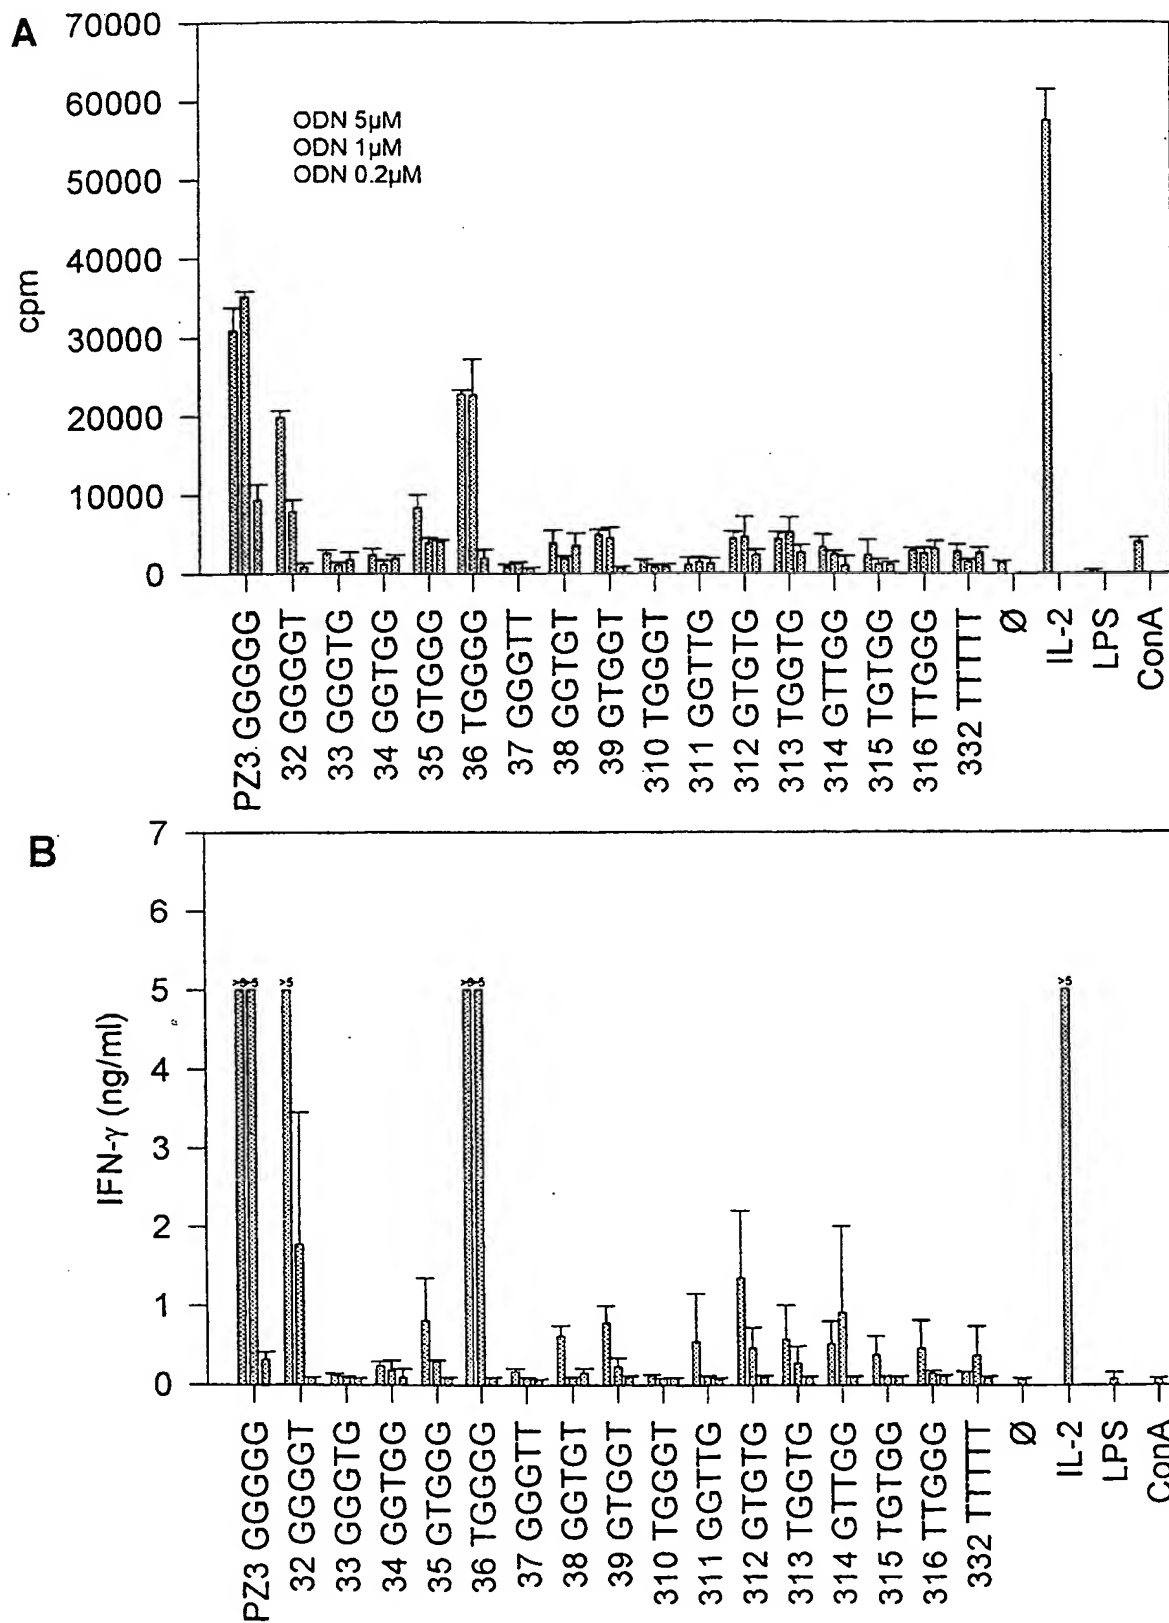 A
70000
60000
50000
40000
30000
20000
10000
0
cpm
ODN 5µM
ODN 1µM
ODN 0.2µM
PZ3 GGGGG
32 GGGGT
33 GGGTG
34 GGTGG
35 GTGGG
36 TGGGG
37 GGGTT
38 GGTGT
39 GTGGT
310 TGGGT
311 GGTTG
312 GTGTG
313 TGGTG
314 GTTGG
315 TGTGG
316 TTGGG
332 TTTTT
Ø
IL-2
LPS
ConA
B
7
6
5
4
3
2
1
0
IFN-γ (ng/ml)
>5
>5
>5
>5
>5
>5
PZ3 GGGGG
32 GGGGT
33 GGGTG
34 GGTGG
35 GTGGG
36 TGGGG
37 GGGTT
38 GGTGT
39 GTGGT
310 TGGGT
311 GGTTG
312 GTGTG
313 TGGTG
314 GTTGG
315 TGTGG
316 TTGGG
332 TTTTT
Ø
IL-2
LPS
ConA